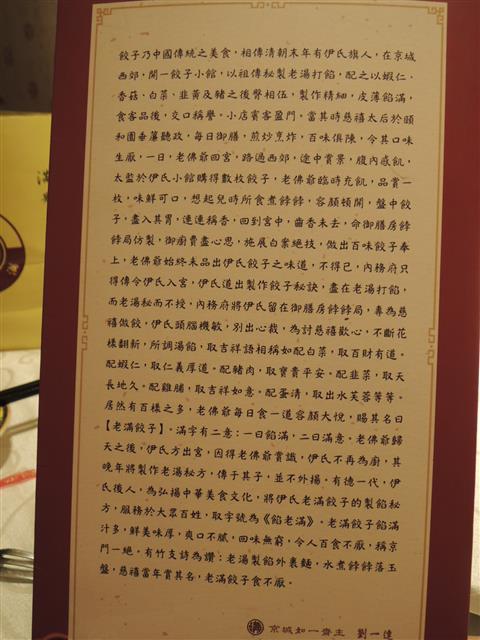 餃子乃中國傳統之美食，相傳清朝末年有伊氏旗人，在京城
西郊，開一餃子小館，以祖傳秘製老湯打餡，配之以蝦仁、
香菇、白菜、韭黃及豬之後臀相伍，製作精細，皮薄餡滿，
食客品後，交口稱譽。小店賓客盈門。當其時慈禧太后於頤
和園垂簾聽政，每日御膳，煎炒烹炸，百味俱陳，令其口味
生厭，一日，老佛爺回宮，路過西郊，途中賞景，腹內感飢，
太監於伊氏小館購得數枚餃子，老佛爺臨時充飢，品嘗一
枚，味鮮可口，想起兒時所食煮餑餑，容顏頓開，盤中餃
子，盡入其胃，連連稱香，回到宮中，齒香未去，命御膳房餑
餑局仿製，御廚費盡心思，施展白案絕技，做出百味餃子奉
上，老佛爺始終未品出伊氏餃子之味道，不得已，內務府只
得傳令伊氏入宮，伊氏道出製作餃子秘訣，盡在老湯打餡，
而老湯秘而不授，內務府將伊氏留在御膳房餑餑局，專為慈
禧做餃，伊氏頭腦機敏，別出心裁，為討慈禧歡心，不斷花
樣翻新，所調湯餡，取吉祥語相稱如配白菜，取百財有道。
配蝦仁，取仁義厚道。配豬肉，取寶貴平安。配韭菜，取天
長地久。配雞脯，取吉祥如意。配蛋清，取出水芙蓉等等。
居然有百樣之多，老佛爺每日食一道容顏大悅，賜其名曰
【老滿餃子】。滿字有二意：一曰餡滿，二曰滿意。老佛爺歸
天之後，伊氏方出宮，因得老佛爺賞識，伊氏不再為廚，其
晚年將製作老湯秘方，傳于其子，並不外揚。有德一代，伊
氏後人，為弘揚中華美食文化，將伊氏老滿餃子的製餡秘
方，服務於大眾百姓，取字號為《餡老滿》。老滿餃子餡滿
汁多，鮮美味厚，爽口不膩，回味無窮，令人百食不厭，稱京
門一絕。有竹支詩為讚：老湯製餡外裹麵，水煮餑餑落玉
盤，慈禧當年賞其名，老滿餃子食不厭。
京城如一齋主 劉一達